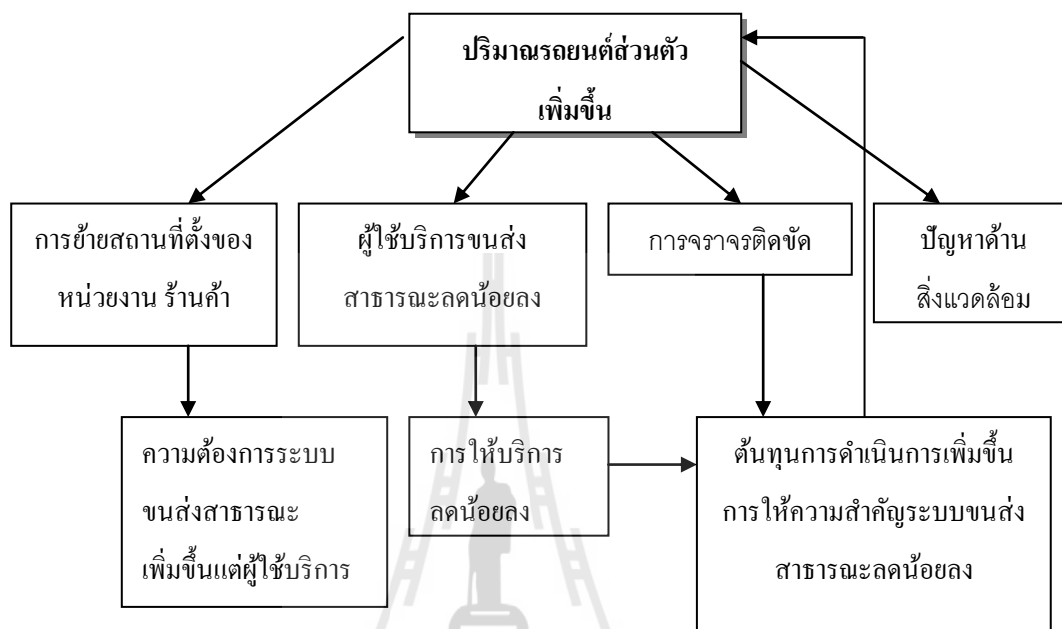 ปริมาณรถยนต์ส่วนตัว
เพิ่มขึ้น
การย้ายสถานที่ตั้งของ
หน่วยงาน ร้านค้า
ผู้ใช้บริการขนส่ง
สาธารณะลดน้อยลง
การจราจรติดขัด
ปัญหาด้าน
สิ่งแวดล้อม
ความต้องการระบบ
ขนส่งสาธารณะ
เพิ่มขึ้นแต่ผู้ใช้บริการ
การให้บริการ
ลดน้อยลง
ต้นทุนการดำเนินการเพิ่มขึ้น
การให้ความสำคัญระบบขนส่ง
สาธารณะลดน้อยลง